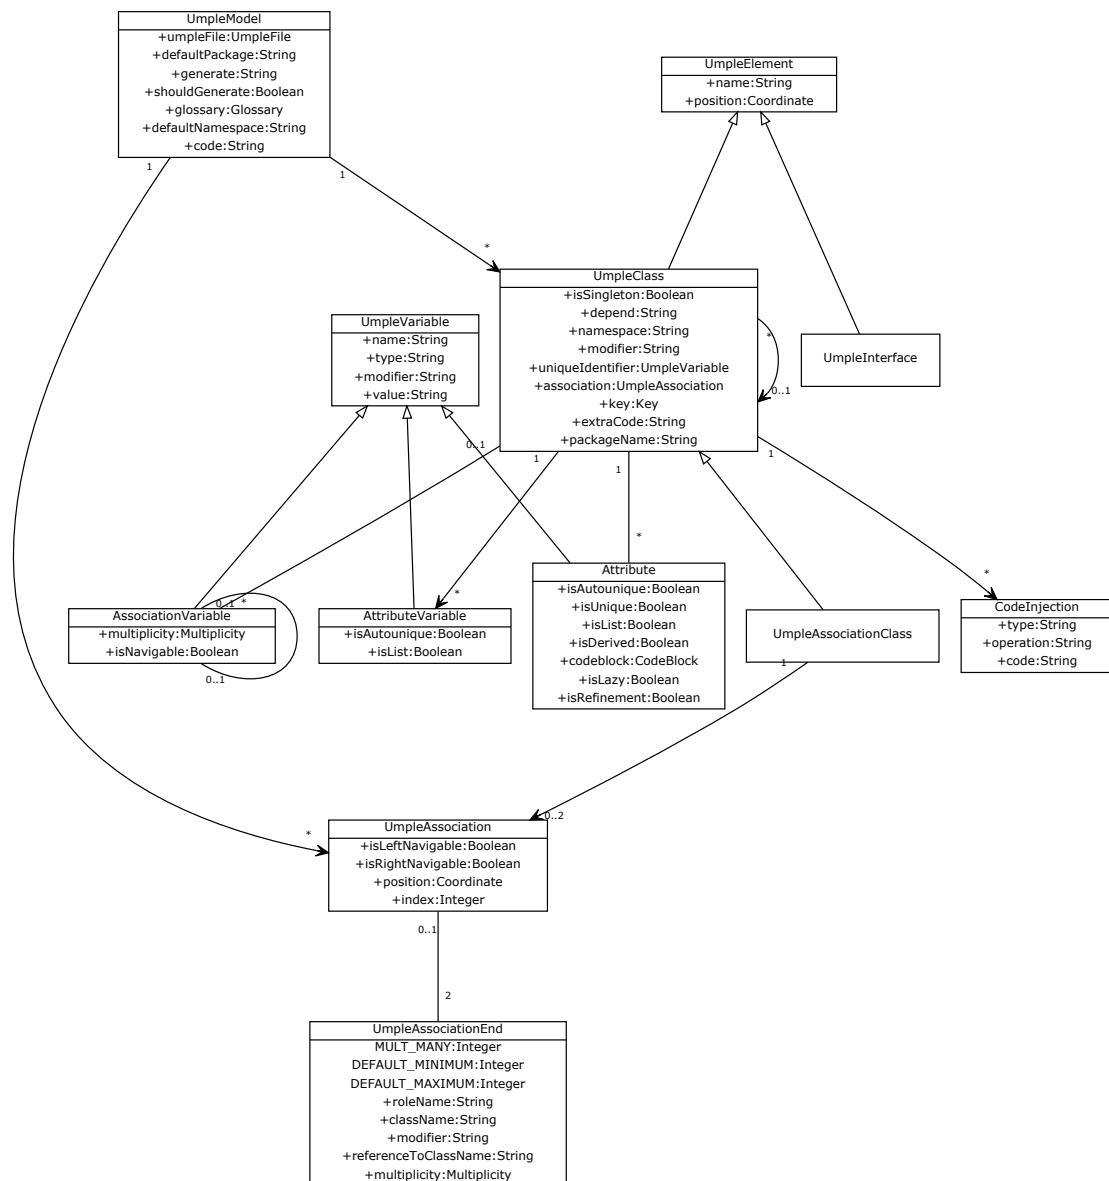 UmpleModel
+umpleFile:UmpleFile
+defaultPackage:String
+generate:String
+shouldGenerate:Boolean
+glossary:Glossary
+defaultNamespace:String
+code:String
1
1
*
UmpleElement
+name:String
+position:Coordinate
UmpleClass
+isSingleton:Boolean
+depend:String
+namespace:String
+modifier:String
+uniqueIdentifier:UmpleVariable
+association:UmpleAssociation
+key:Key
+extraCode:String
+packageName:String
*
0..1
UmpleInterface
UmpleVariable
+name:String
+type:String
+modifier:String
+value:String
0..1
1
1
1
*
*
*
0..1
*
0..1
AssociationVariable
+multiplicity:Multiplicity
+isNavigable:Boolean
AttributeVariable
+isAutounique:Boolean
+isList:Boolean
Attribute
+isAutounique:Boolean
+isUnique:Boolean
+isList:Boolean
+isDerived:Boolean
+codeblock:CodeBlock
+isLazy:Boolean
+isRefinement:Boolean
UmpleAssociationClass
1
CodeInjection
+type:String
+operation:String
+code:String
0..2
*
UmpleAssociation
+isLeftNavigable:Boolean
+isRightNavigable:Boolean
+position:Coordinate
+index:Integer
0..1
2
UmpleAssociationEnd
MULT_MANY:Integer
DEFAULT_MINIMUM:Integer
DEFAULT_MAXIMUM:Integer
+roleName:String
+className:String
+modifier:String
+referenceToClassName:String
+multiplicity:Multiplicity